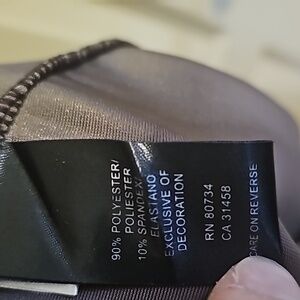 90% POLYESTER/
POLIESTER
10% SPANDEX/
ELASTANO
EXCLUSIVE OF
DECORATION
RN 80734
CA 31458
CARE ON REVERSE